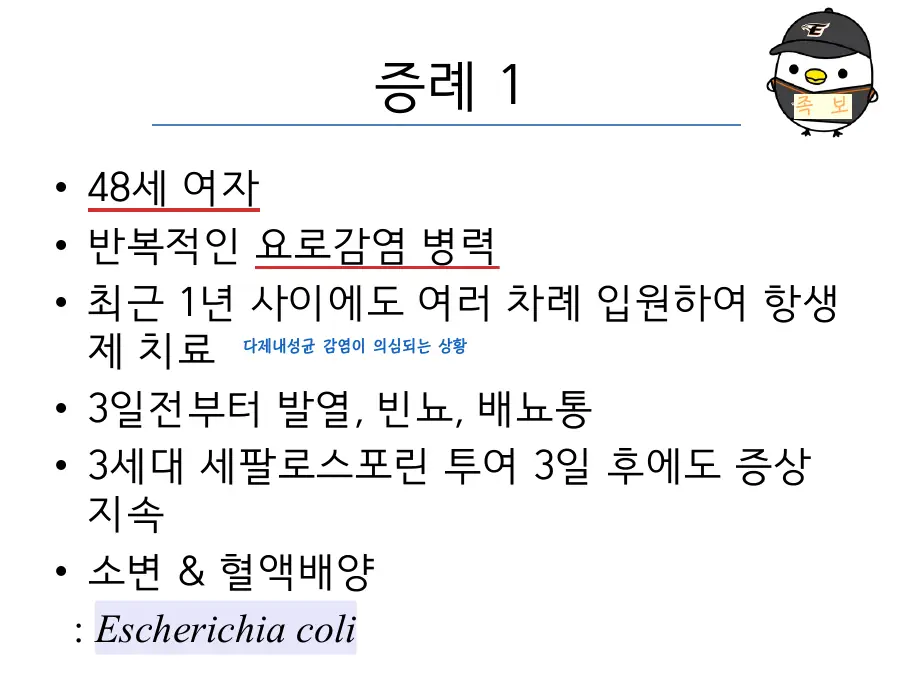 증례 1
족 보
• 48세 여자
• 반복적인 요로감염 병력
• 최근 1년 사이에도 여러 차례 입원하여 항생
제 치료 다제내성균 감염이 의심되는 상황
• 3일전부터 발열, 빈뇨, 배뇨통
• 3세대 세팔로스포린 투여 3일 후에도 증상
지속
• 소변 & 혈액배양
: Escherichia coli